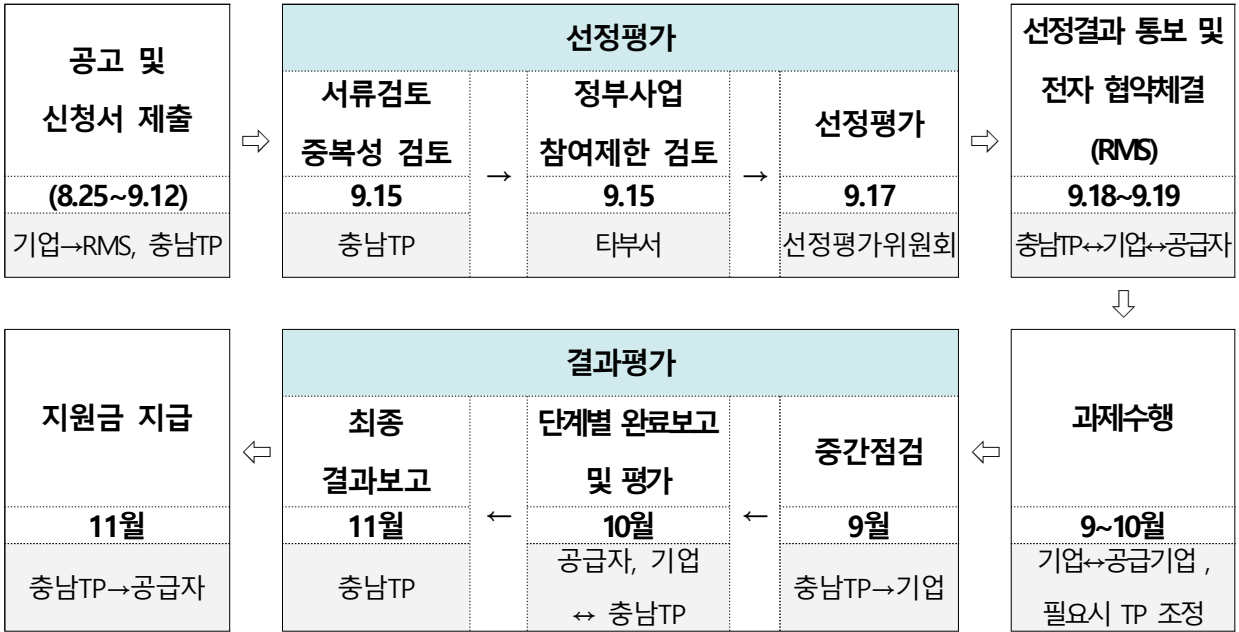 공고 및
신청서 제출
(8.25~9.12)
기업→RMS, 충남TP
⇨
선정평가
서류검토
중복성 검토
9.15
충남TP
→
정부사업
참여제한 검토
9.15
타부서
→
선정평가
9.17
선정평가위원회
⇨
선정결과 통보 및
전자 협약체결
(RMS)
9.18~9.19
충남TP↔기업↔공급자
⇩
지원금 지급
11월
충남TP→공급자
⇦
결과평가
최종
결과보고
11월
충남TP
←
단계별 완료보고
및 평가
10월
공급자, 기업
↔ 충남TP
←
중간점검
9월
충남TP→기업
⇦
과제수행
9~10월
기업↔공급기업 ,
필요시 TP 조정